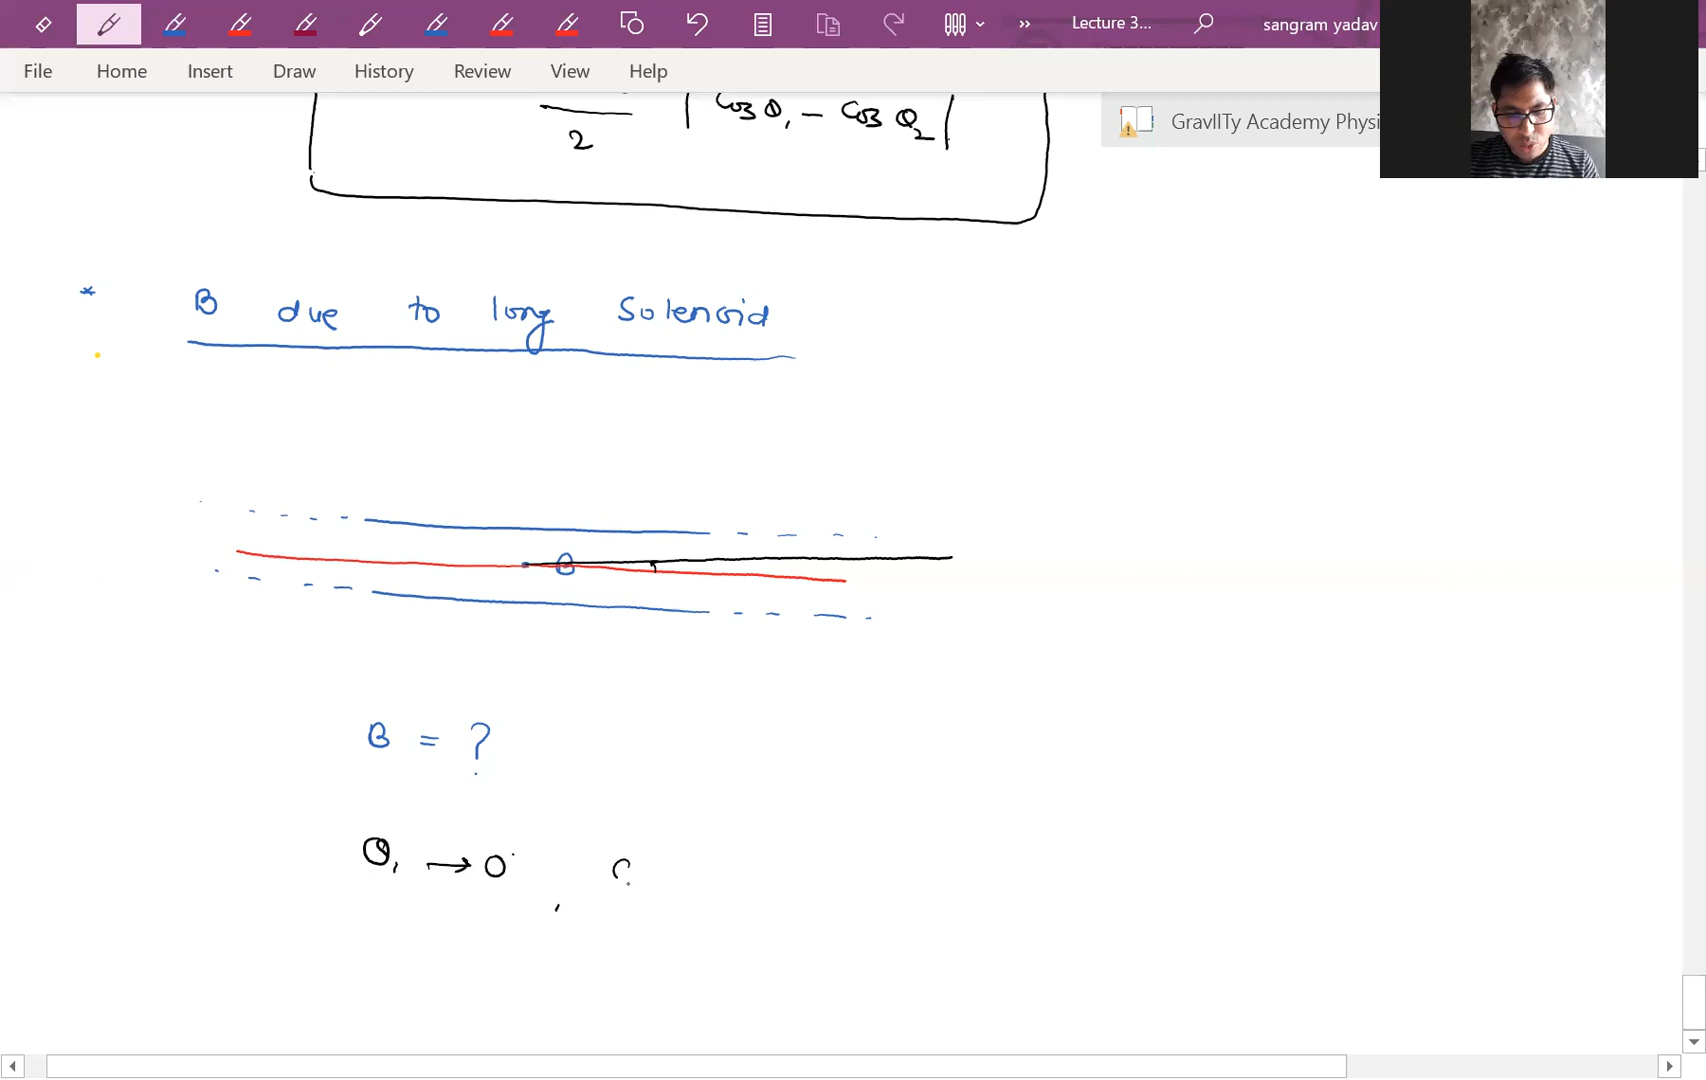 Lecture 3...
sangram yadav
File Home Insert Draw History Review View Help
GravIITy Academy Physi
2 | Cos θ₁ - Cos θ₂ |
* B due to long Solenoid
B = ?
θ₁ → 0 ,